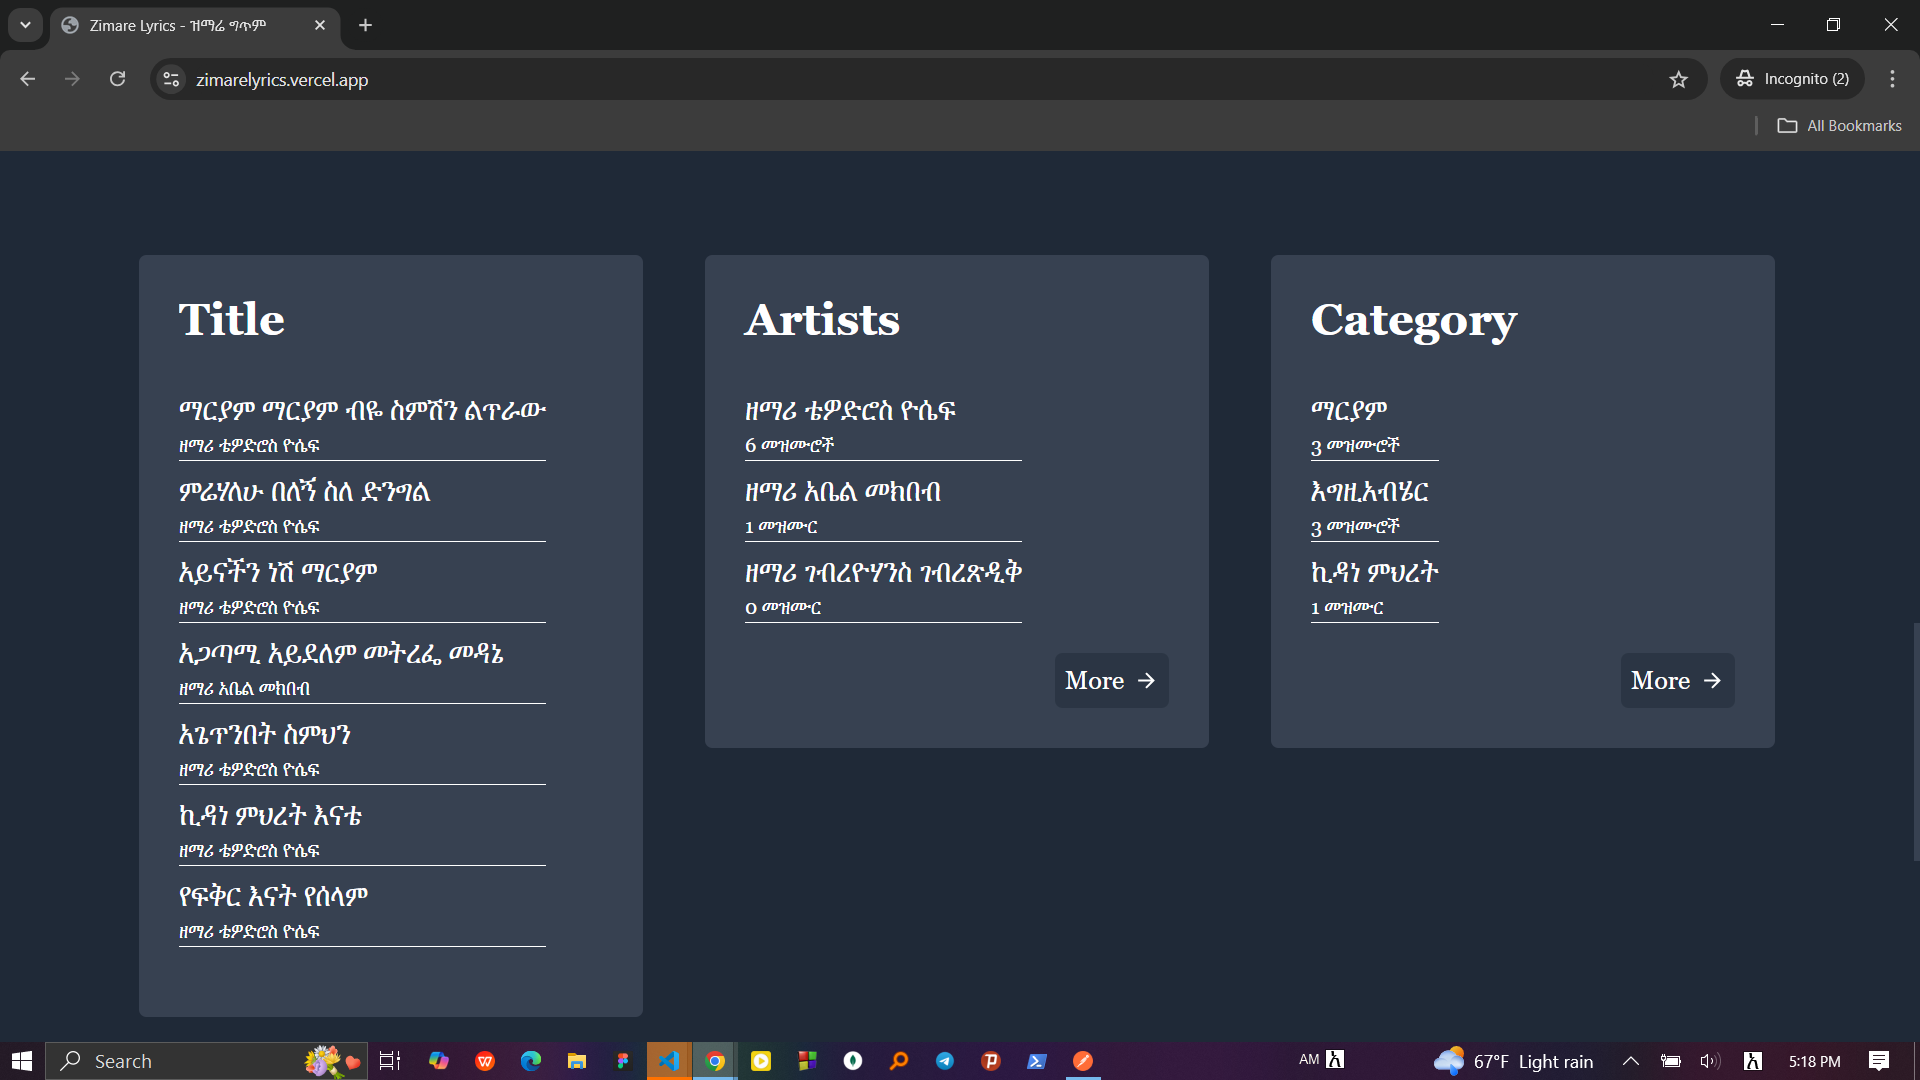 Zimare Lyrics - ዝማሬ ግጥም
zimarelyrics.vercel.app
Incognito (2)
All Bookmarks
Title
ማርያም ማርያም ብዬ ስምሽን ልጥራው
ዘማሪ ቴዎድሮስ ዮሴፍ
ምሬሃለሁ በለኝ ስለ ድንግል
ዘማሪ ቴዎድሮስ ዮሴፍ
አይናችን ነሽ ማርያም
ዘማሪ ቴዎድሮስ ዮሴፍ
አጋጣሚ አይደለም መትረፌ መዳኔ
ዘማሪ አቤል መክበብ
አጌጥንበት ስምህን
ዘማሪ ቴዎድሮስ ዮሴፍ
ኪዳነ ምህረት እናቴ
ዘማሪ ቴዎድሮስ ዮሴፍ
የፍቅር እናት የሰላም
ዘማሪ ቴዎድሮስ ዮሴፍ
Artists
ዘማሪ ቴዎድሮስ ዮሴፍ
6 መዝሙሮች
ዘማሪ አቤል መክበብ
1 መዝሙር
ዘማሪ ገብረዮሃንስ ገብረጻዲቅ
0 መዝሙር
More →
Category
ማርያም
3 መዝሙሮች
እግዚአብሄር
3 መዝሙሮች
ኪዳነ ምህረት
1 መዝሙር
More →
Search
AM አ
67°F Light rain
አ
5:18 PM